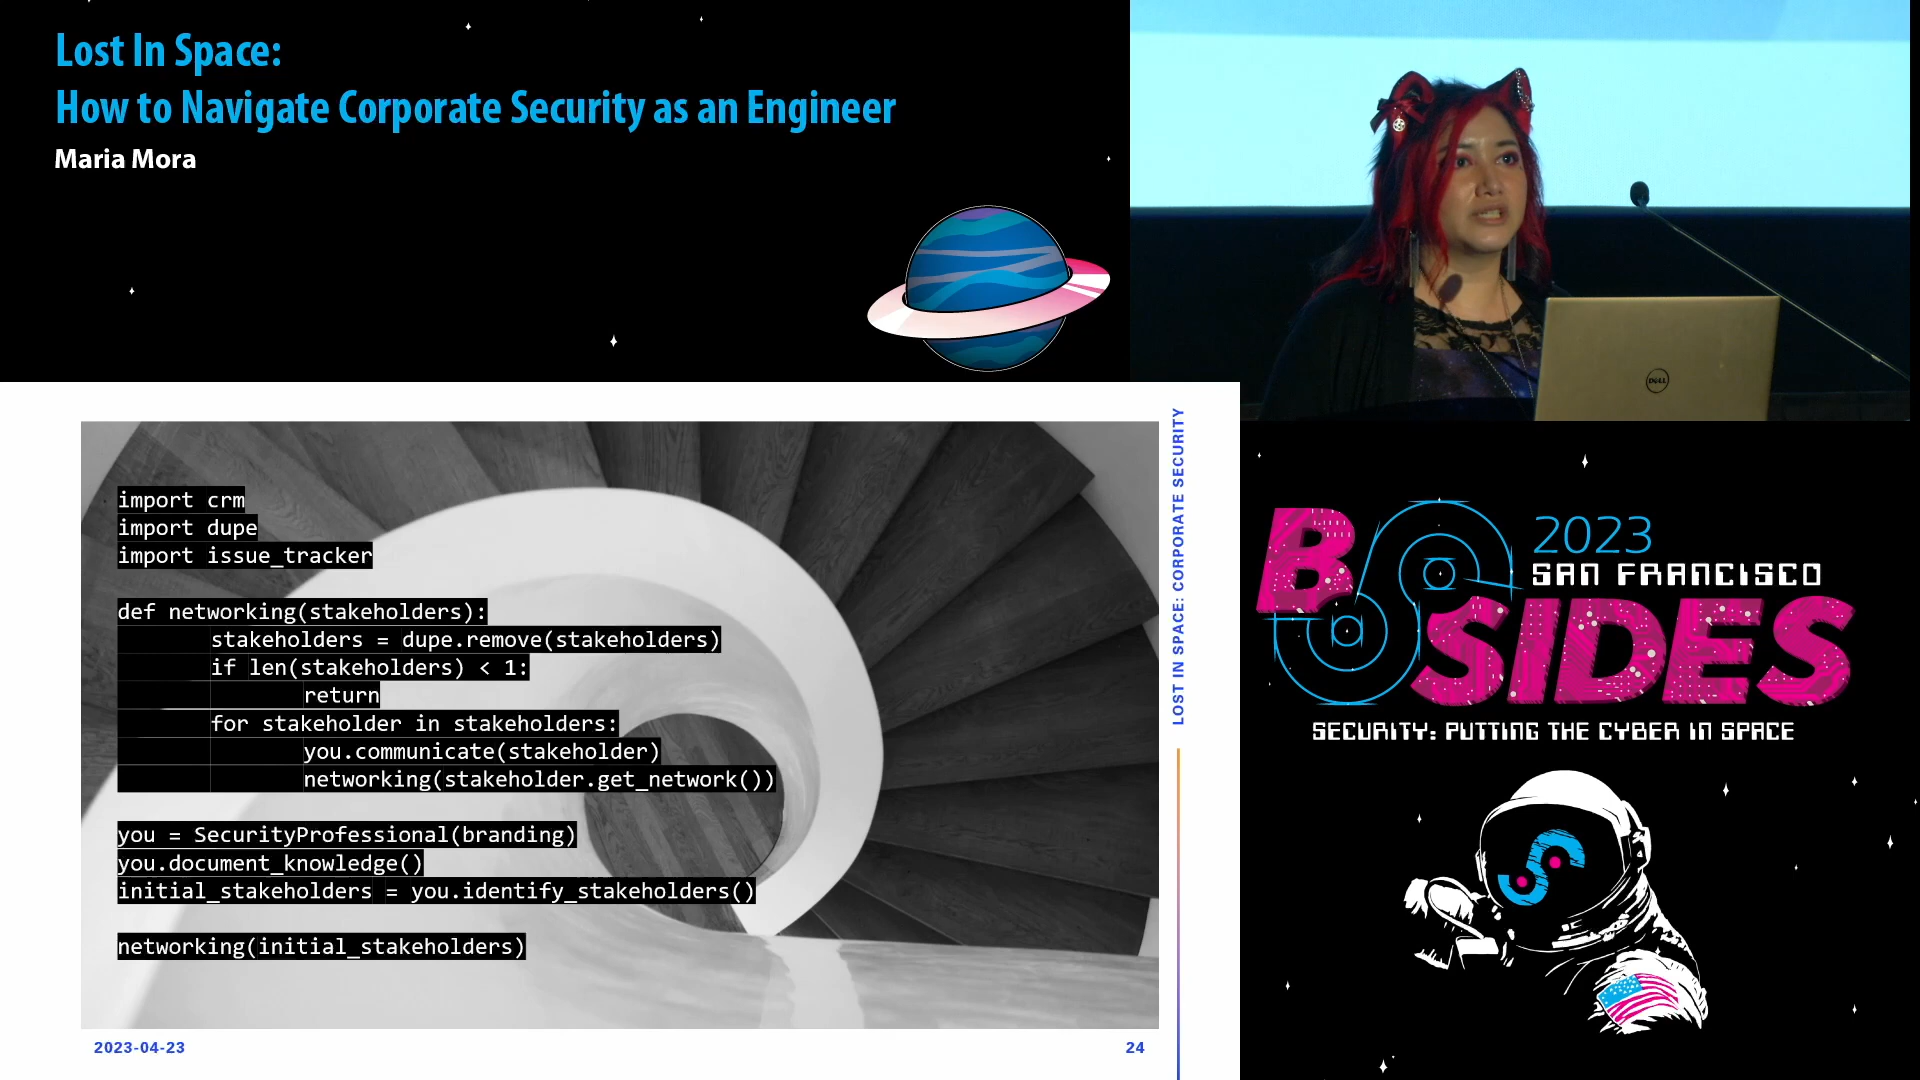 Lost In Space:
How to Navigate Corporate Security as an Engineer
Maria Mora
DELL
import crm
import dupe
import issue_tracker
def networking(stakeholders):
stakeholders = dupe.remove(stakeholders)
if len(stakeholders) < 1:
return
for stakeholder in stakeholders:
you.communicate(stakeholder)
networking(stakeholder.get_network())
you = SecurityProfessional(branding)
you.document_knowledge()
initial_stakeholders = you.identify_stakeholders()
networking(initial_stakeholders)
LOST IN SPACE: CORPORATE SECURITY
2023-04-23
24
BSIDES
2023
SAN FRANCISCO
SECURITY: PUTTING THE CYBER IN SPACE